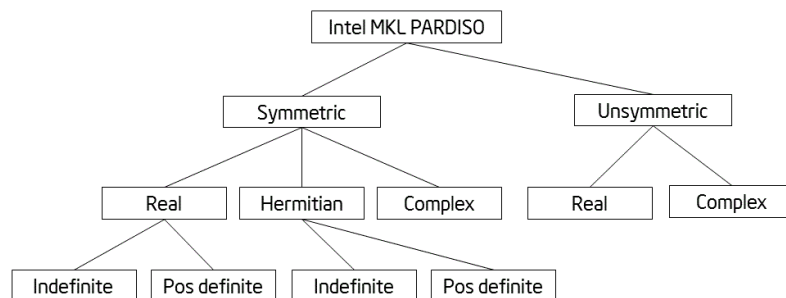 Intel MKL PARDISO
Symmetric
Unsymmetric
Real
Hermitian
Complex
Real
Complex
Indefinite
Pos definite
Indefinite
Pos definite